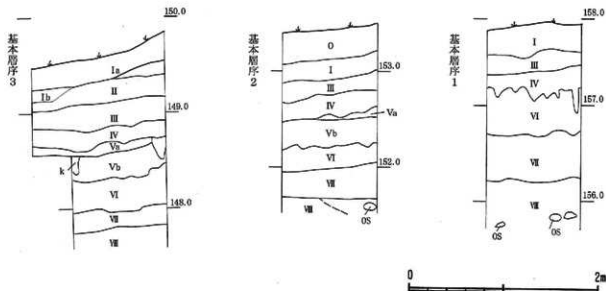 基本層序3
150.0
Ia
Ib
II
149.0
III
IV
Va
k
Vb
VI
148.0
VII
VIII
基本層序2
O
I
153.0
III
IV
Va
Vb
VI
152.0
VII
VIII
OS
基本層序1
158.0
I
III
IV
157.0
VI
VII
VIII
156.0
OS
OS
0
2m